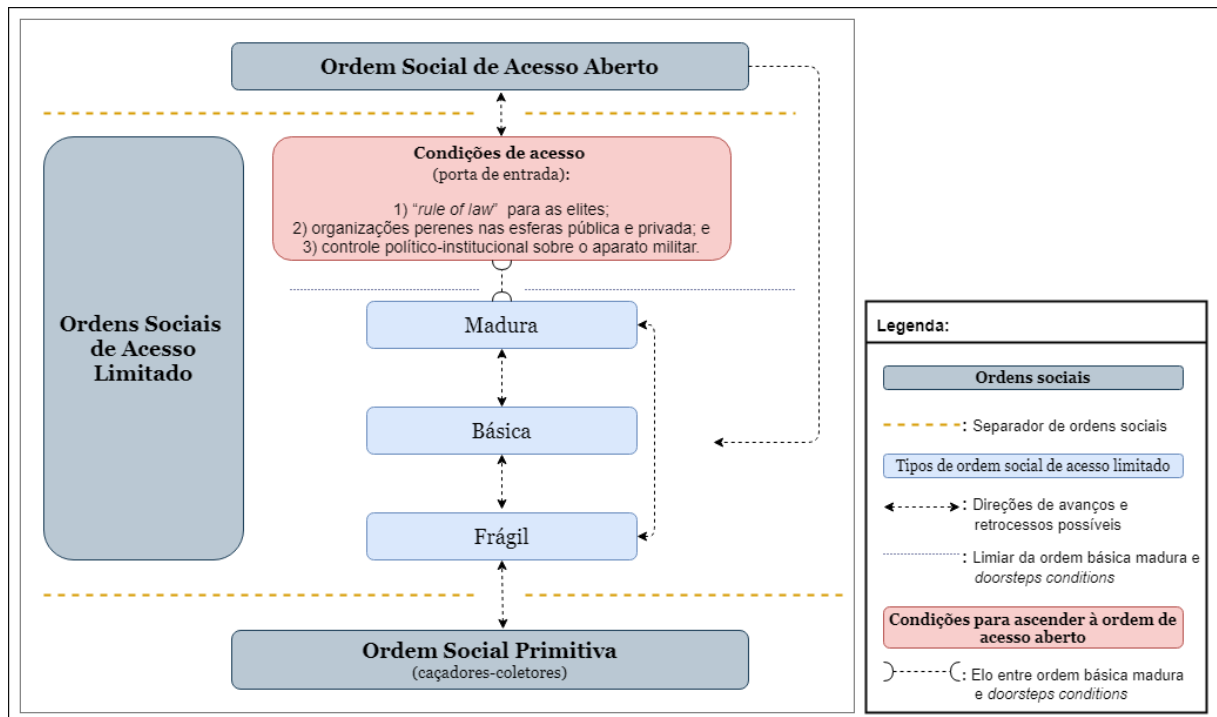 Ordem Social de Acesso Aberto
Condições de acesso
(porta de entrada):
1) "rule of law" para as elites;
2) organizações perenes nas esferas pública e privada; e
3) controle político-institucional sobre o aparato militar.
Ordens Sociais
de Acesso
Limitado
Madura
Básica
Frágil
Ordem Social Primitiva
(caçadores-coletores)
Legenda:
Ordens sociais
: Separador de ordens sociais
Tipos de ordem social de acesso limitado
: Direções de avanços e
retrocessos possíveis
: Limiar da ordem básica madura e
doorsteps conditions
Condições para ascender à ordem de
acesso aberto
: Elo entre ordem básica madura
e doorsteps conditions